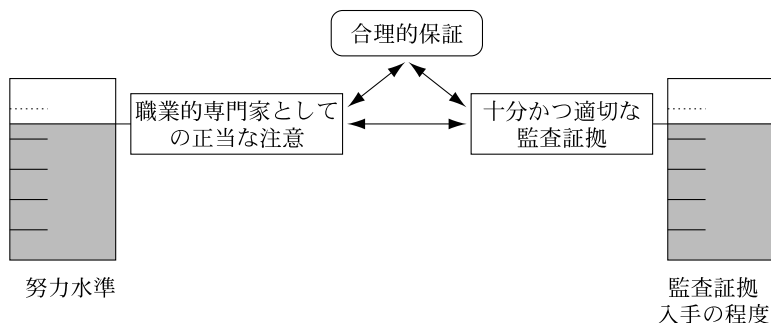 合理的保証
職業的専門家として
の正当な注意
十分かつ適切な
監査証拠
努力水準
監査証拠
入手の程度